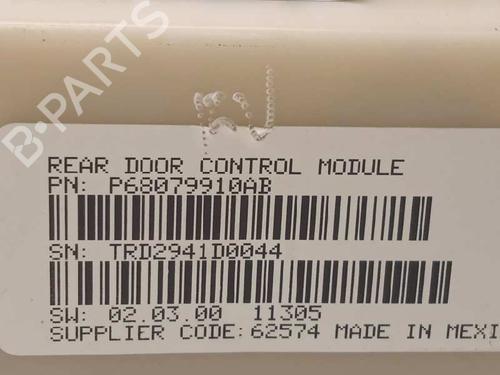 B-PARTS
REAR DOOR CONTROL MODULE
PN: P68079910AB
SN: TRD2941D0044
SW: 02.03.00 11305
SUPPLIER CODE: 62574 MADE IN MEXI